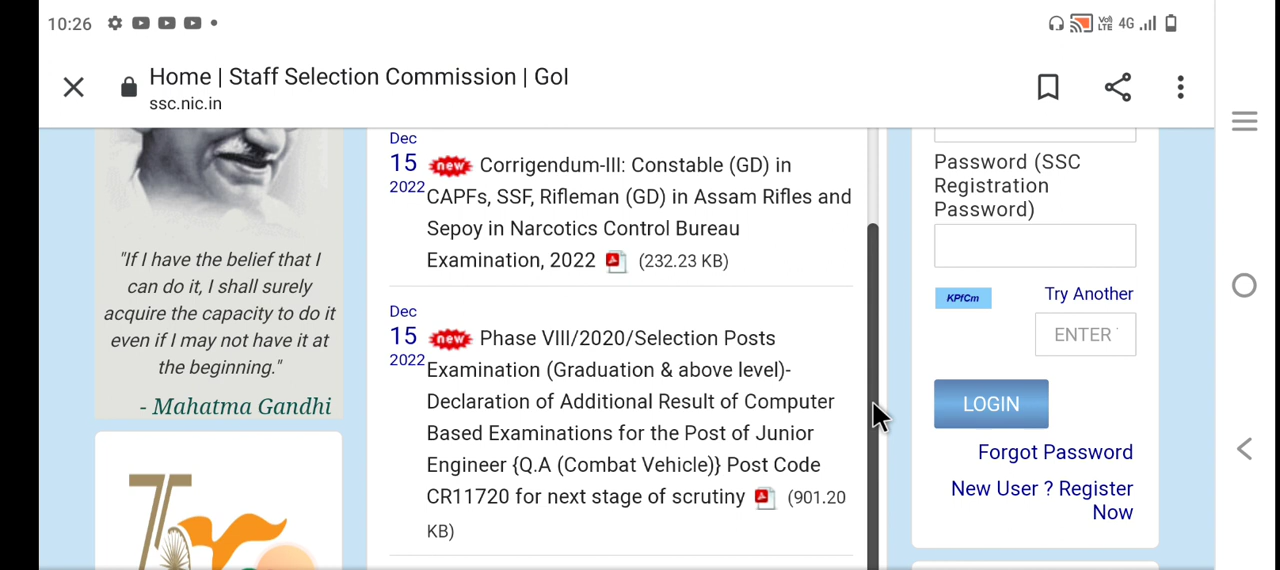 10:26
VoI LTE 4G
Home | Staff Selection Commission | GoI
ssc.nic.in
"If I have the belief that I
can do it, I shall surely
acquire the capacity to do it
even if I may not have it at
the beginning."
- Mahatma Gandhi
75
Dec
15
2022
new Corrigendum-III: Constable (GD) in
CAPFs, SSF, Rifleman (GD) in Assam Rifles and
Sepoy in Narcotics Control Bureau
Examination, 2022 (232.23 KB)
Dec
15
2022
new Phase VIII/2020/Selection Posts
Examination (Graduation & above level)-
Declaration of Additional Result of Computer
Based Examinations for the Post of Junior
Engineer {Q.A (Combat Vehicle)} Post Code
CR11720 for next stage of scrutiny (901.20
KB)
Password (SSC
Registration
Password)
KPfCm
Try Another
ENTER
LOGIN
Forgot Password
New User ? Register
Now